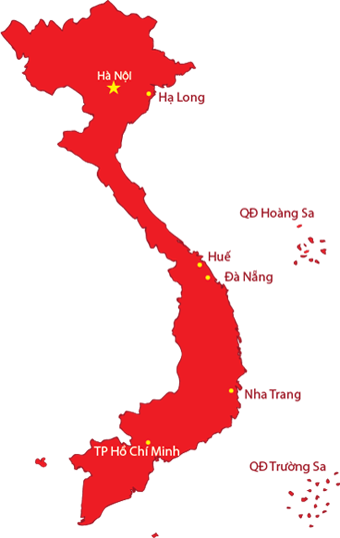 Hà Nội
Hạ Long
QĐ Hoàng Sa
Huế
Đà Nẵng
Nha Trang
TP Hồ Chí Minh
QĐ Trường Sa